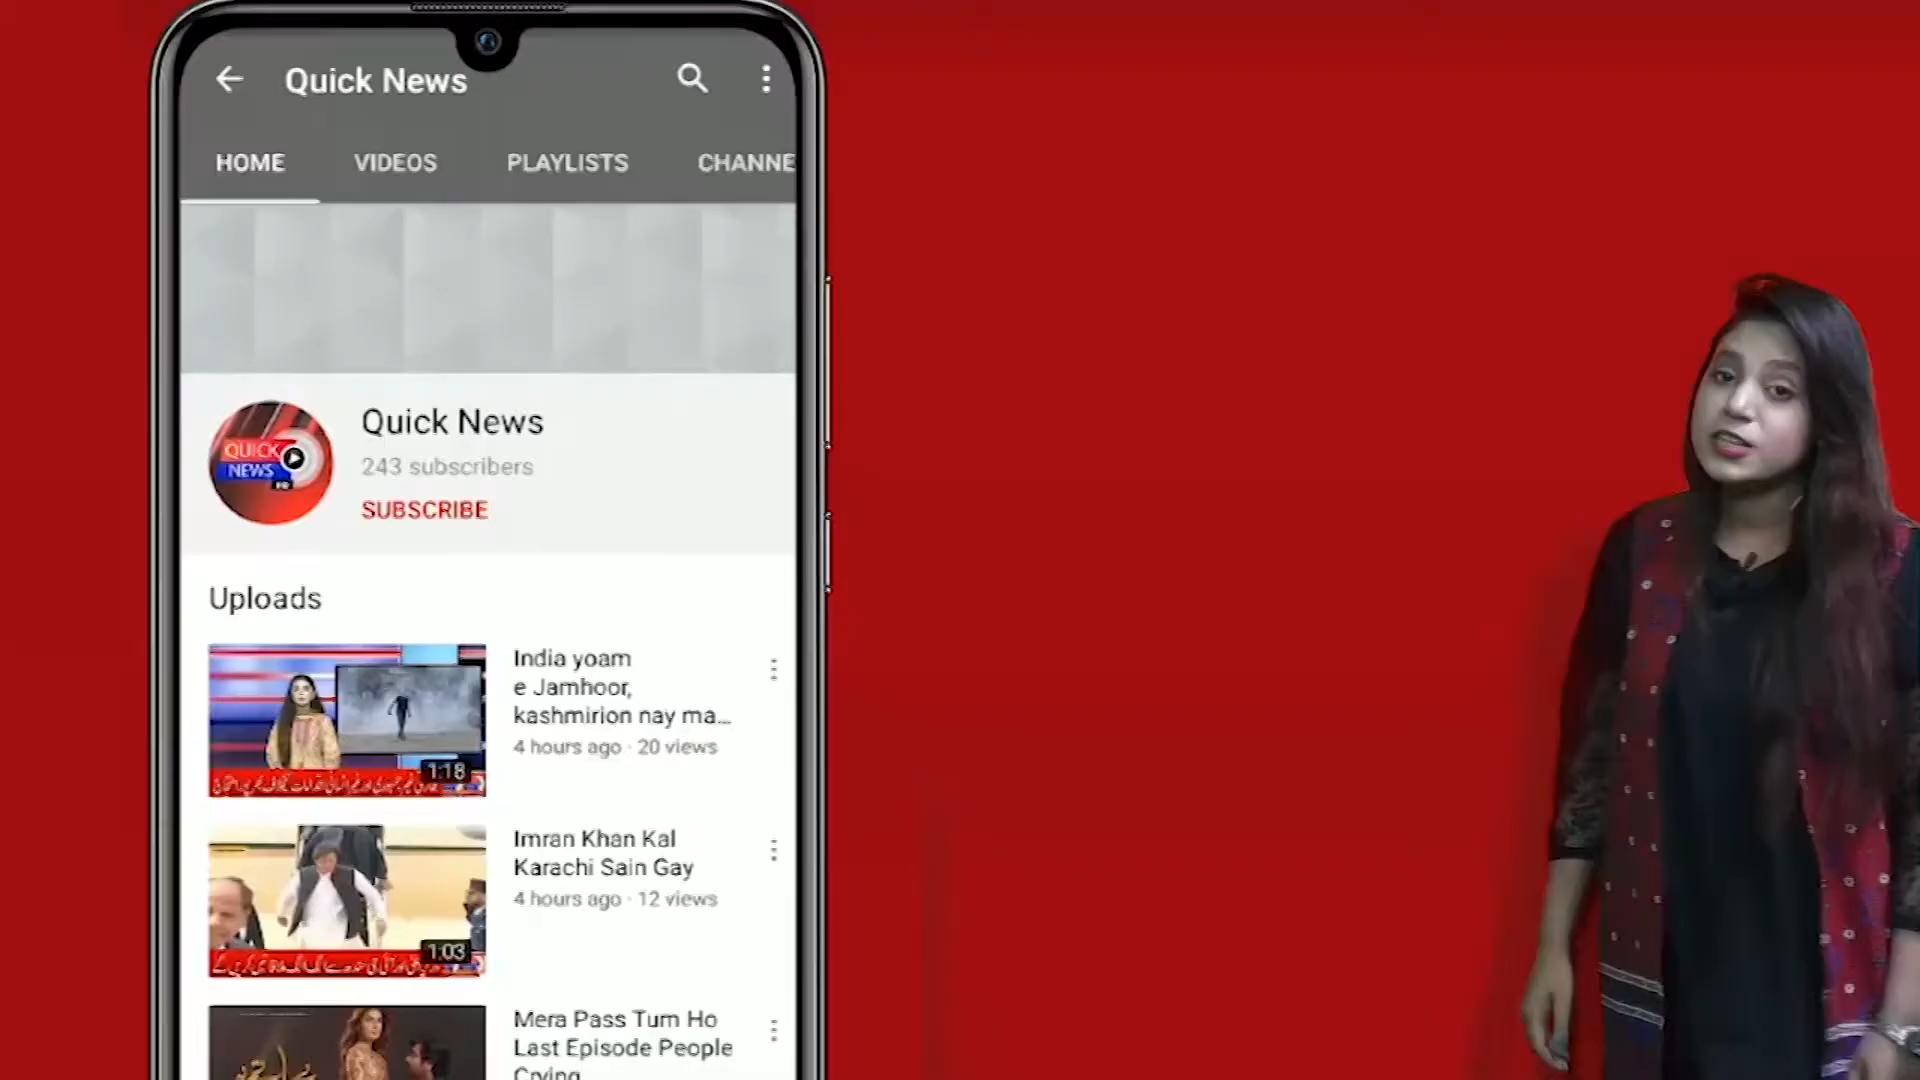 Quick News
HOME VIDEOS PLAYLISTS CHANNE
QUICK
NEWS
Quick News
243 subscribers
SUBSCRIBE
Uploads
India yoam
e Jamhoor,
kashmirion nay ma...
4 hours ago · 20 views
1:18
Imran Khan Kal
Karachi Sain Gay
4 hours ago · 12 views
1:03
Mera Pass Tum Ho
Last Episode People
Crying